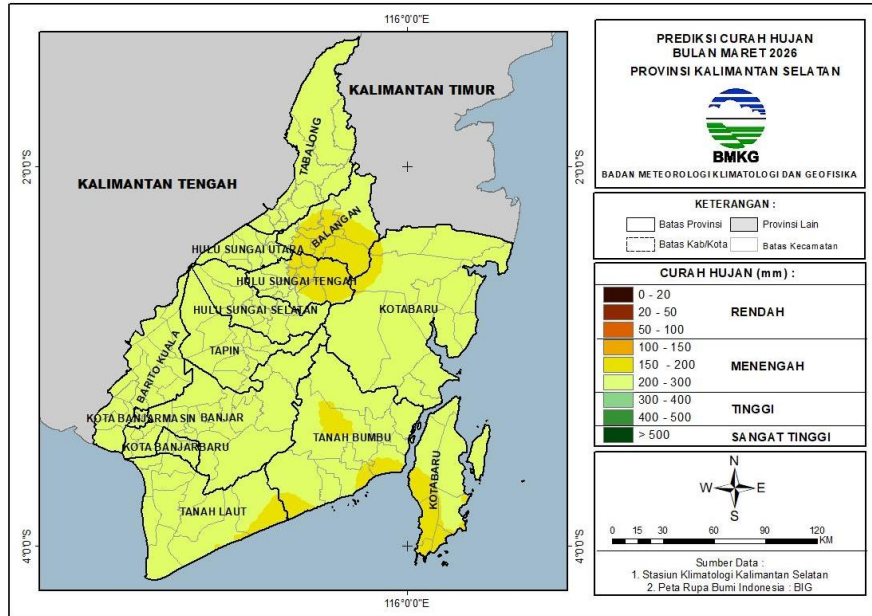 116°0'0"E
KALIMANTAN TIMUR
KALIMANTAN TENGAH
TABALONG
2°0'0"S
2°0'0"S
BALANGAN
HULU SUNGAI UTARA
HULU SUNGAI TENGAH
HULU SUNGAI SELATAN
KOTABARU
TAPIN
BARITO KUALA
KOTA BANJARMASIN
BANJAR
KOTA BANJARBARU
TANAH BUMBU
TANAH LAUT
KOTABARU
4°0'0"S
4°0'0"S
116°0'0"E
PREDIKSI CURAH HUJAN
BULAN MARET 2026
PROVINSI KALIMANTAN SELATAN
BMKG
BADAN METEOROLOGI KLIMATOLOGI DAN GEOFISIKA
KETERANGAN :
Batas Provinsi
Provinsi Lain
Batas Kab/Kota
Batas Kecamatan
CURAH HUJAN (mm) :
0 - 20
20 - 50
50 - 100
RENDAH
100 - 150
150 - 200
200 - 300
MENENGAH
300 - 400
400 - 500
TINGGI
> 500
SANGAT TINGGI
N
W
E
S
0 15 30 60 90 120
KM
Sumber Data :
1. Stasiun Klimatologi Kalimantan Selatan
2. Peta Rupa Bumi Indonesia : BIG